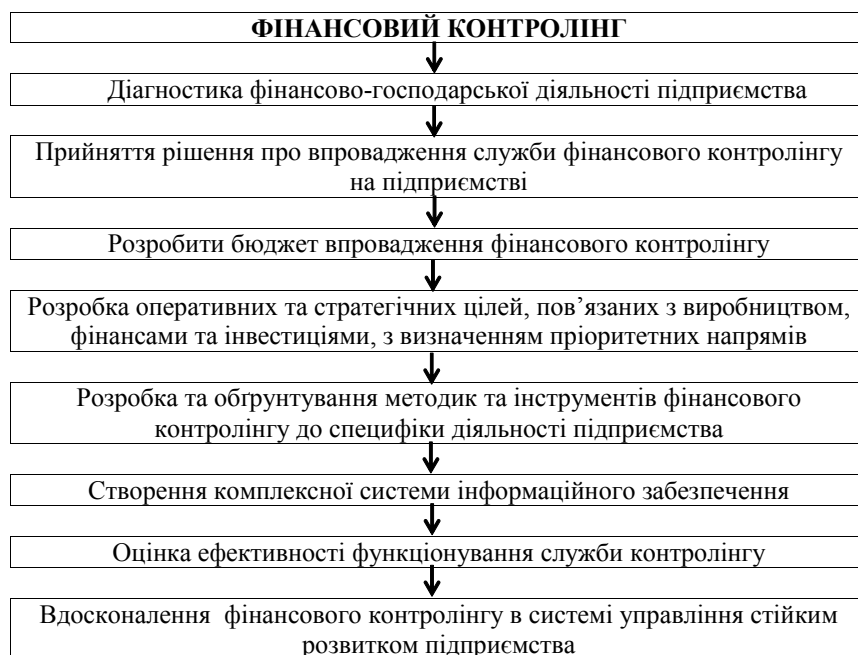 ФІНАНСОВИЙ КОНТРОЛІНГ
Діагностика фінансово-господарської діяльності підприємства
Прийняття рішення про впровадження служби фінансового контролінгу
на підприємстві
Розробити бюджет впровадження фінансового контролінгу
Розробка оперативних та стратегічних цілей, пов’язаних з виробництвом,
фінансами та інвестиціями, з визначенням пріоритетних напрямів
Розробка та обґрунтування методик та інструментів фінансового
контролінгу до специфіки діяльності підприємства
Створення комплексної системи інформаційного забезпечення
Оцінка ефективності функціонування служби контролінгу
Вдосконалення фінансового контролінгу в системі управління стійким
розвитком підприємства